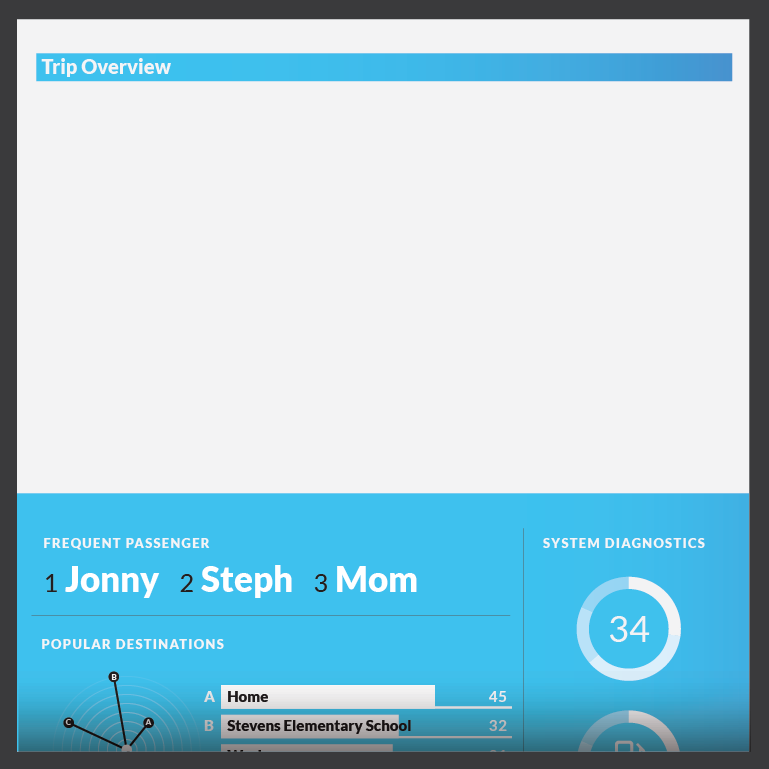 Trip Overview
FREQUENT PASSENGER
1 Jonny 2 Steph 3 Mom
SYSTEM DIAGNOSTICS
34
POPULAR DESTINATIONS
B
C
A
A Home 45
B Stevens Elementary School 32